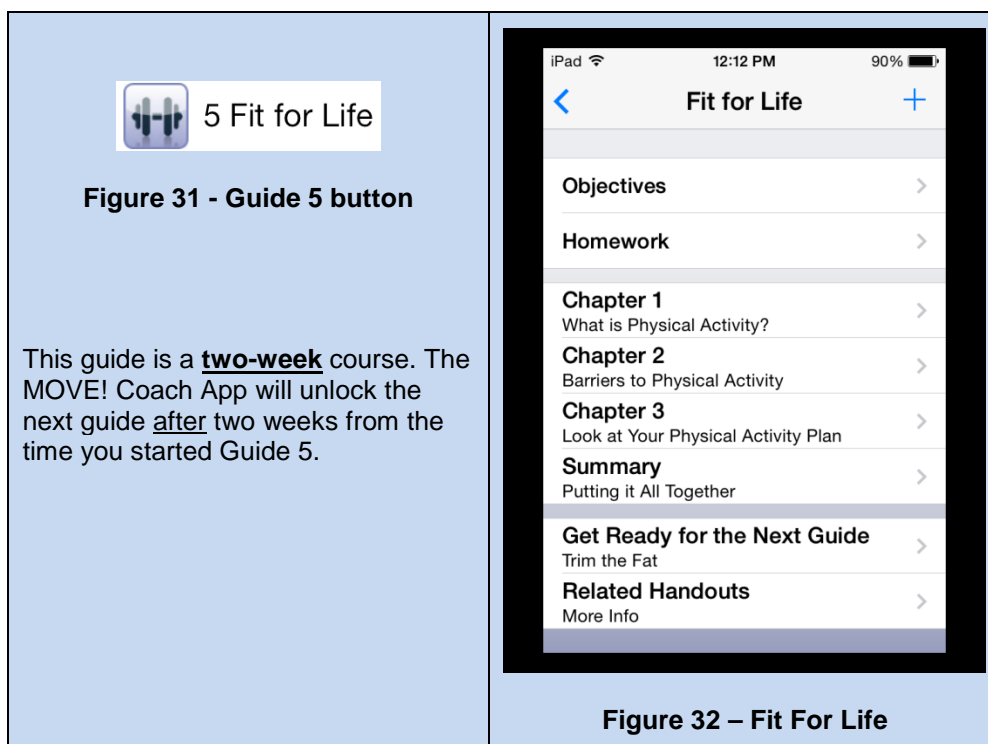 5 Fit for Life
Figure 31 - Guide 5 button
This guide is a two-week course. The
MOVE! Coach App will unlock the
next guide after two weeks from the
time you started Guide 5.
iPad 12:12 PM 90%
Fit for Life +
Objectives
Homework
Chapter 1
What is Physical Activity?
Chapter 2
Barriers to Physical Activity
Chapter 3
Look at Your Physical Activity Plan
Summary
Putting it All Together
Get Ready for the Next Guide
Trim the Fat
Related Handouts
More Info
Figure 32 – Fit For Life